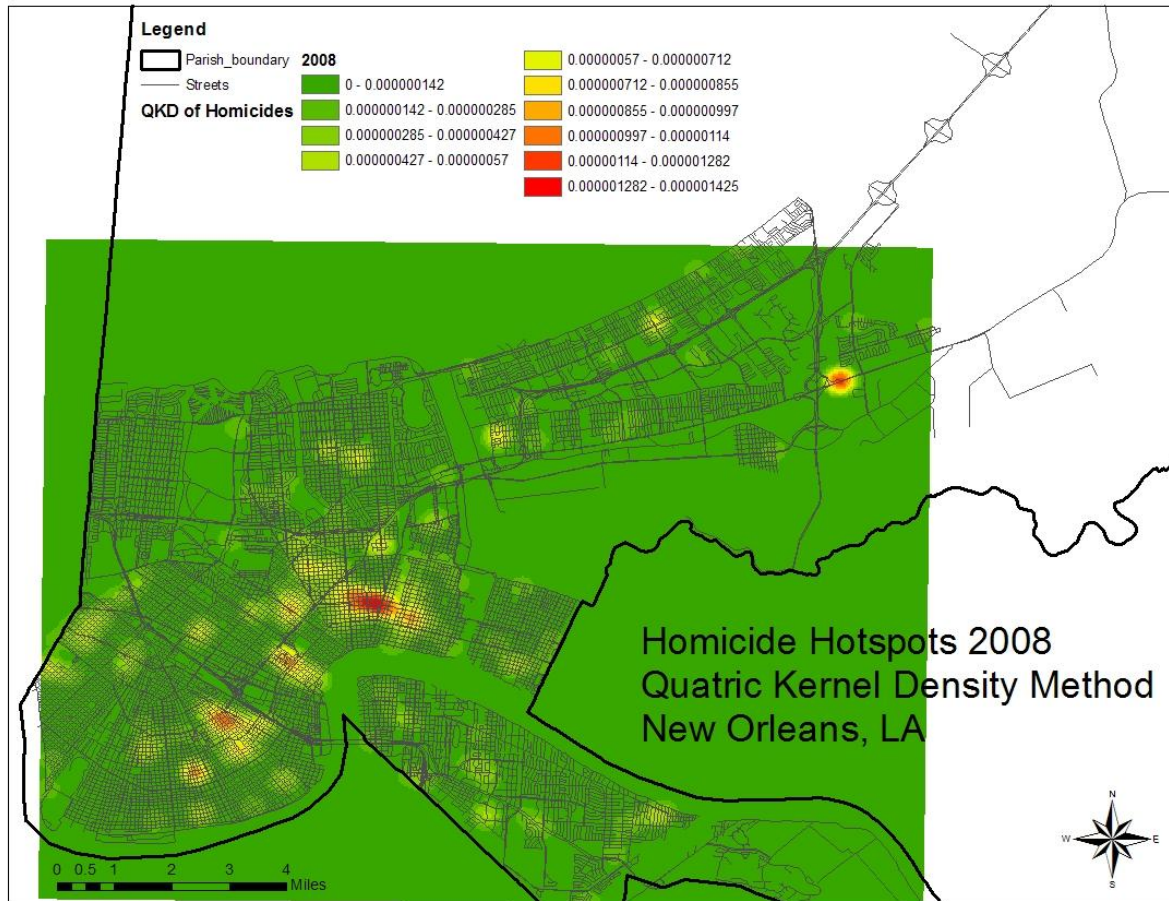 Legend
Parish_boundary
Streets
QKD of Homicides
2008
0 - 0.000000142
0.000000142 - 0.000000285
0.000000285 - 0.000000427
0.000000427 - 0.00000057
0.00000057 - 0.000000712
0.000000712 - 0.000000855
0.000000855 - 0.000000997
0.000000997 - 0.00000114
0.00000114 - 0.000001282
0.000001282 - 0.000001425
Homicide Hotspots 2008
Quatric Kernel Density Method
New Orleans, LA
N
W E
S
0 0.5 1 2 3 4
Miles